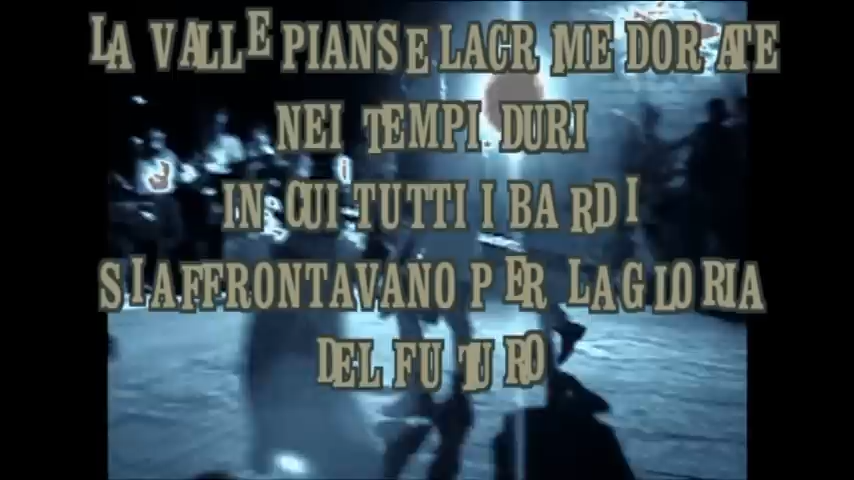 LA VALLE PIANSE LACRIME DORATE
NEI TEMPI DURI
IN CUI TUTTI I BARDI
SI AFFRONTAVANO PER LA GLORIA
DEL FUTURO